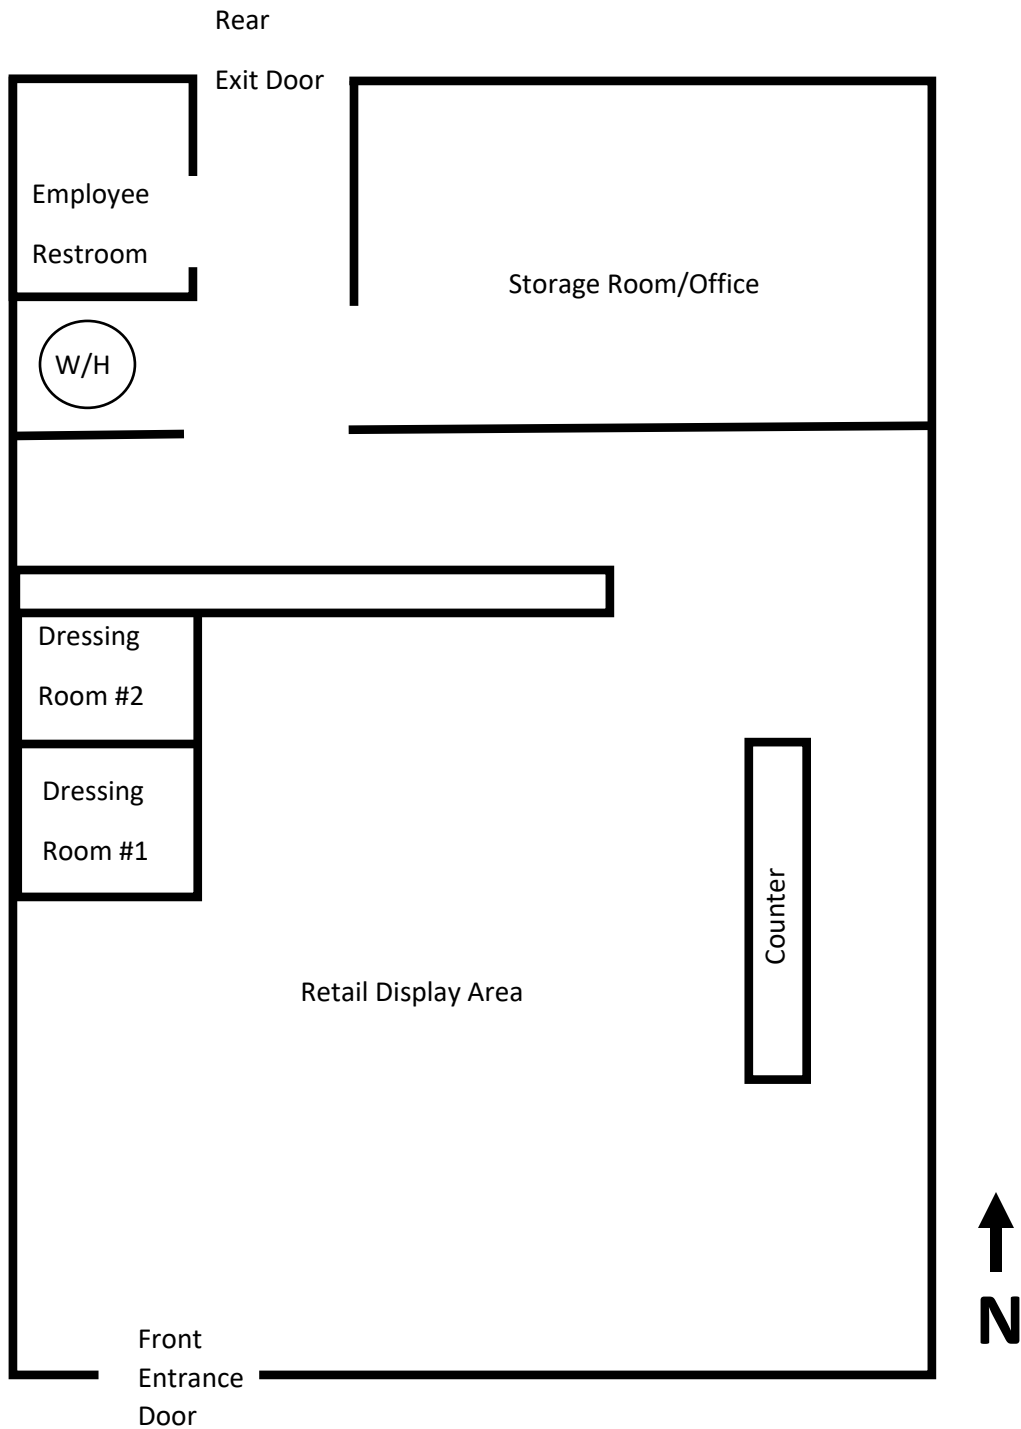 Rear
Exit Door
Employee
Restroom
Storage Room/Office
W/H
Dressing
Room #2
Dressing
Room #1
Counter
Retail Display Area
N
Front
Entrance
Door